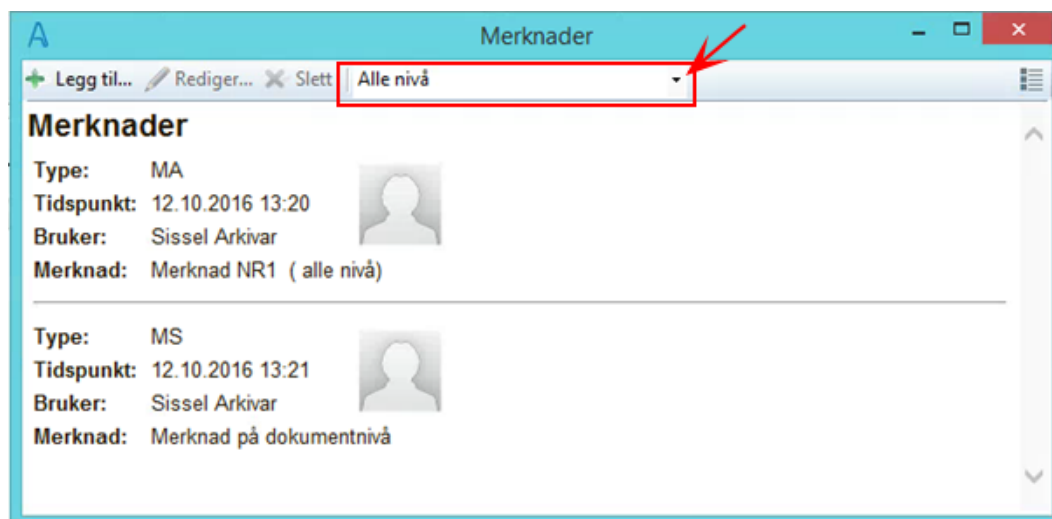 Merknader
Legg til... Rediger... Slett Alle nivå
Merknader
Type: MA
Tidspunkt: 12.10.2016 13:20
Bruker: Sissel Arkivar
Merknad: Merknad NR1 ( alle nivå)
Type: MS
Tidspunkt: 12.10.2016 13:21
Bruker: Sissel Arkivar
Merknad: Merknad på dokumentnivå